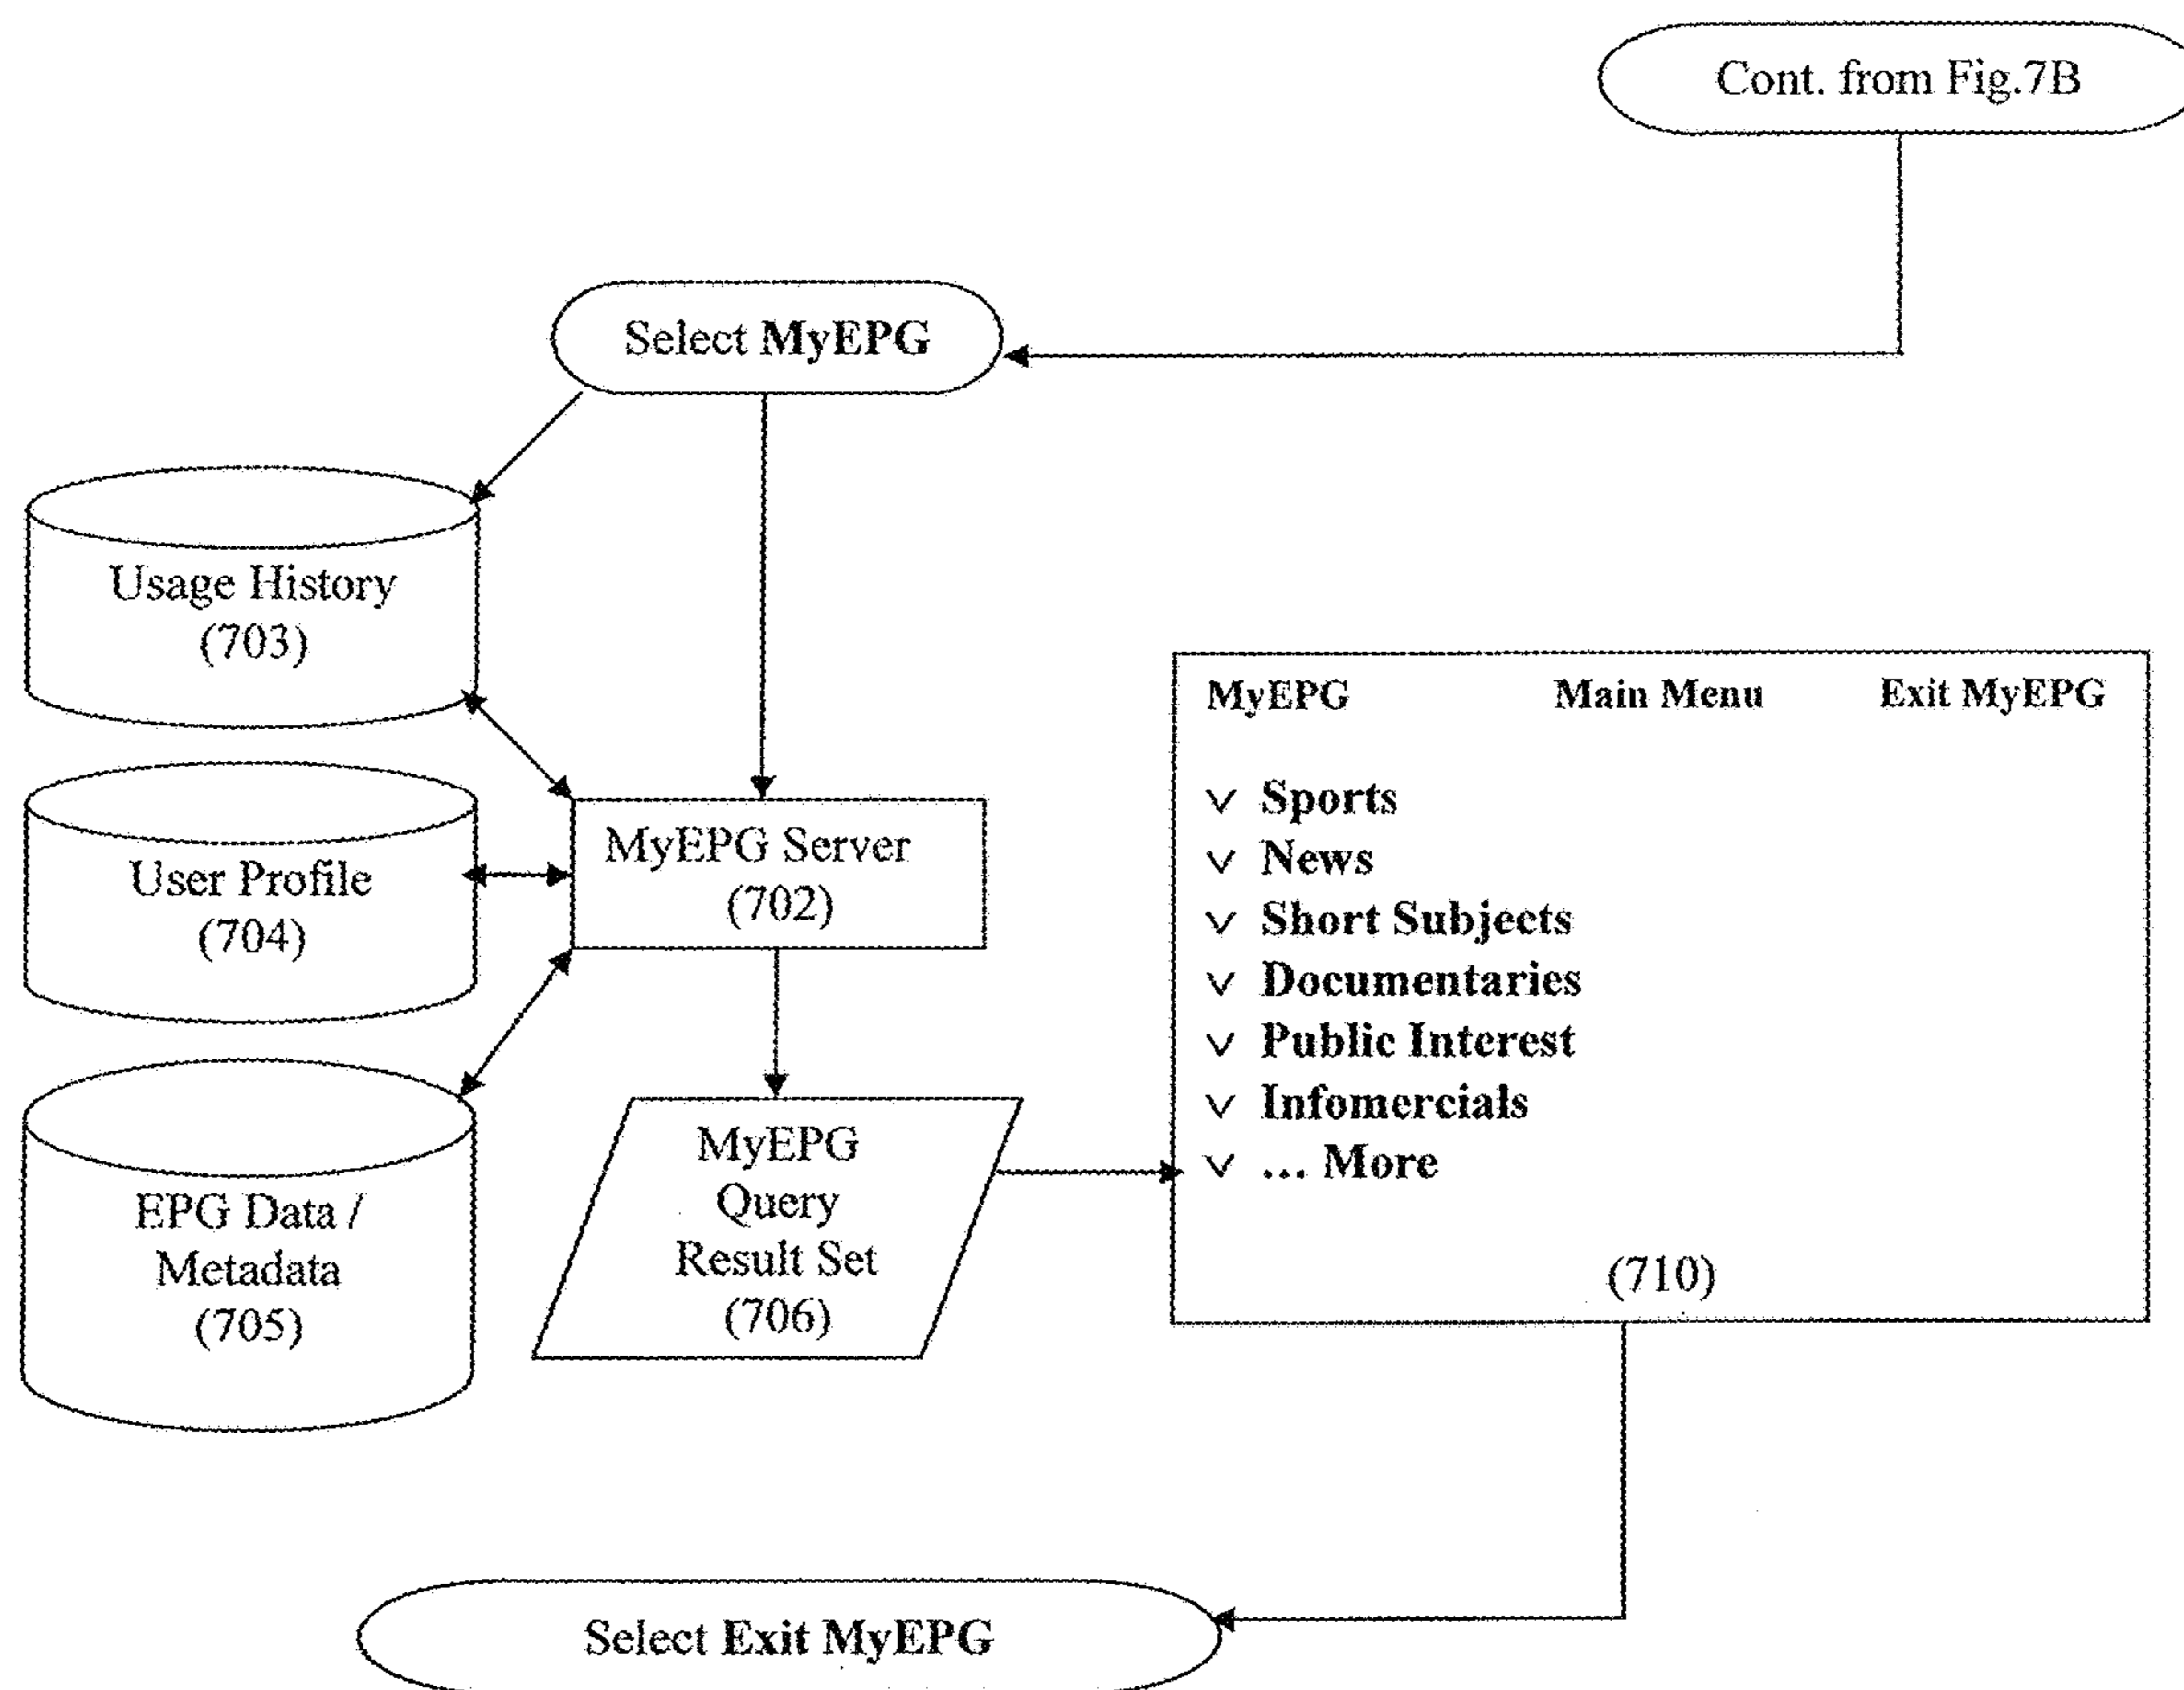 Cont. from Fig.7B
Select MyEPG
Usage History
(703)
User Profile
(704)
EPG Data /
Metadata
(705)
MyEPG Server
(702)
MyEPG
Query
Result Set
(706)
MyEPG Main Menu Exit MyEPG
v Sports
v News
v Short Subjects
v Documentaries
v Public Interest
v Infomercials
v ... More
(710)
Select Exit MyEPG